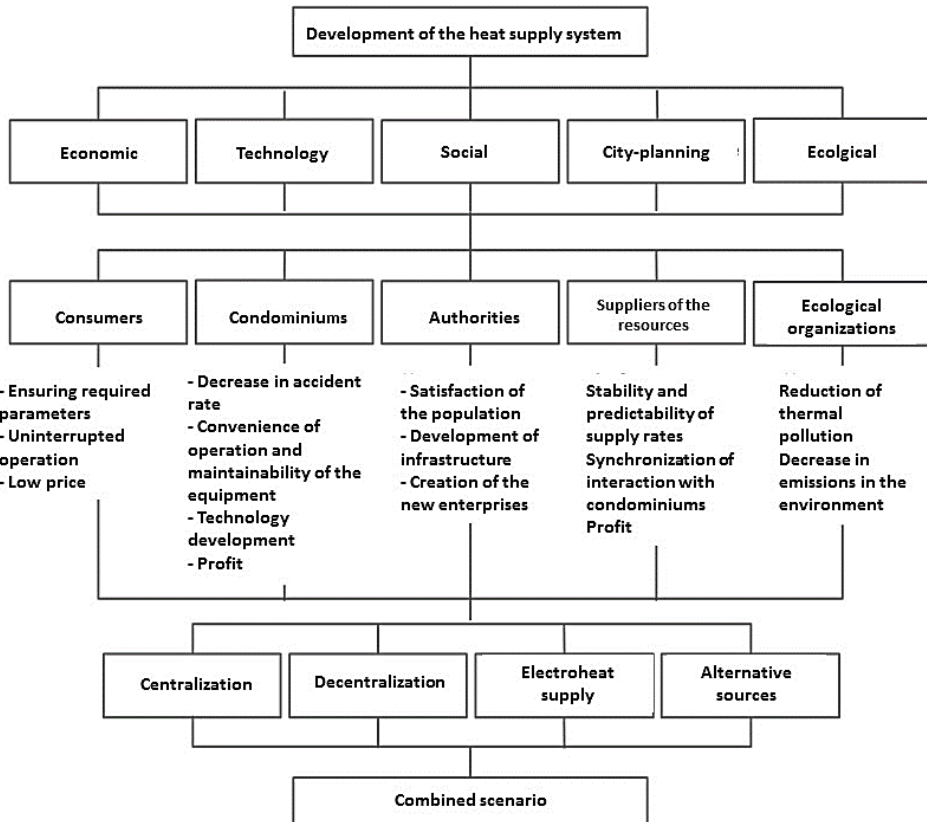 Development of the heat supply system
Economic
Technology
Social
City-planning
Ecolgical
Consumers
Condominiums
Authorities
Suppliers of the
resources
Ecological
organizations
- Ensuring required
parameters
- Uninterrupted
operation
- Low price
- Decrease in accident
rate
- Convenience of
operation and
maintainability of the
equipment
- Technology
development
- Profit
- Satisfaction of
the population
- Development of
infrastructure
- Creation of the
new enterprises
Stability and
predictability of
supply rates
Synchronization of
interaction with
condominiums
Profit
Reduction of
thermal
pollution
Decrease in
emissions in the
environment
Centralization
Decentralization
Electroheat
supply
Alternative
sources
Combined scenario